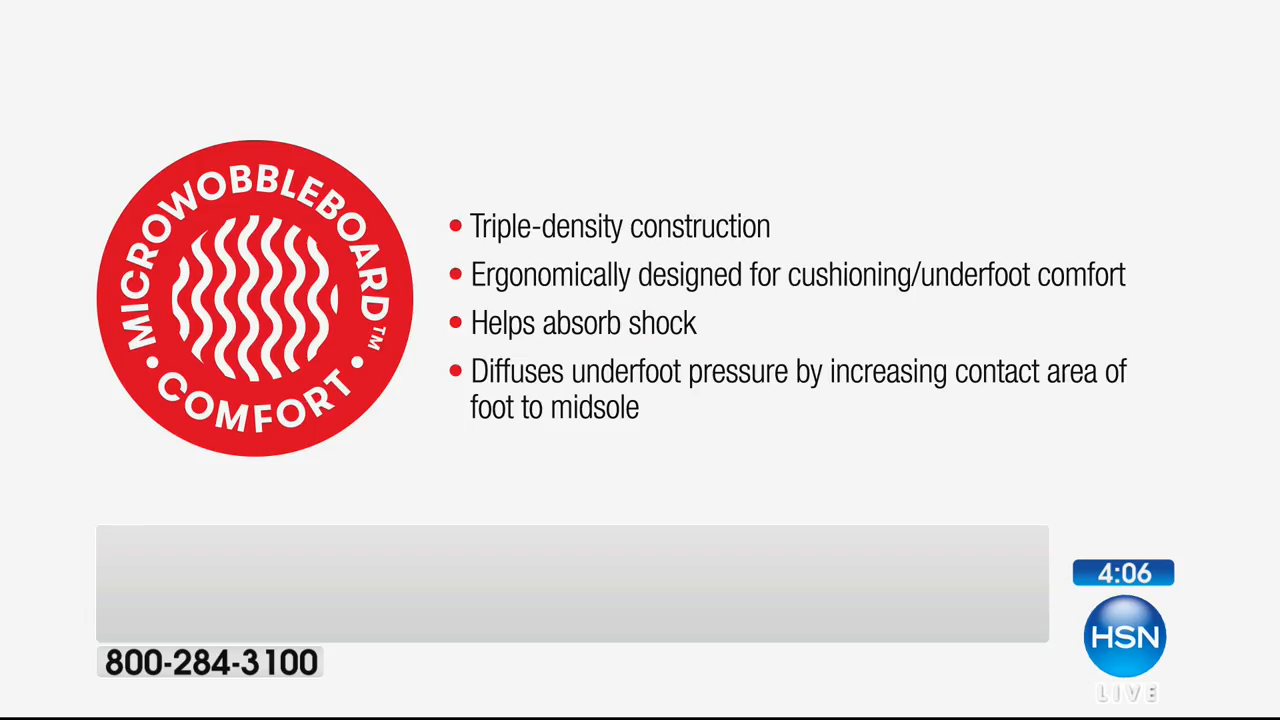 MICROWOBBLEBOARD™
• COMFORT •
• Triple-density construction
• Ergonomically designed for cushioning/underfoot comfort
• Helps absorb shock
• Diffuses underfoot pressure by increasing contact area of
foot to midsole
4:06
HSN
LIVE
800-284-3100